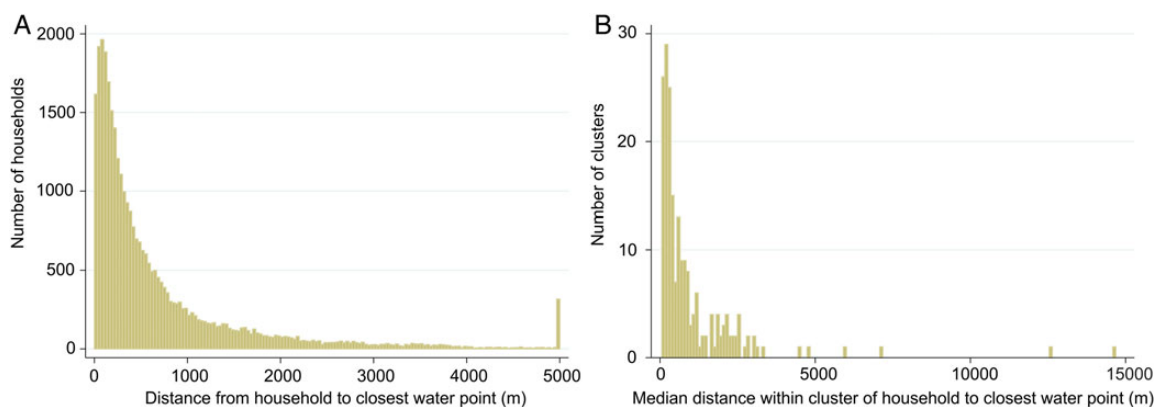 A
Number of households
2000
1500
1000
500
0
0 1000 2000 3000 4000 5000
Distance from household to closest water point (m)
B
Number of clusters
30
20
10
0
0 5000 10000 15000
Median distance within cluster of household to closest water point (m)